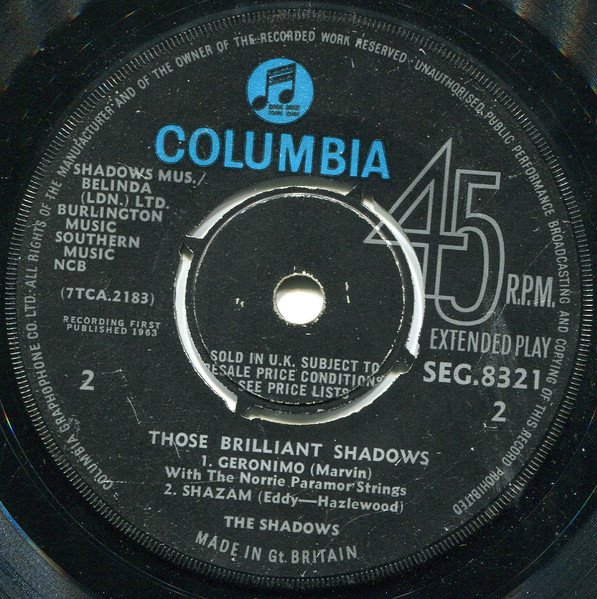 THE MANUFACTURER AND OF THE OWNER OF THE RECORDED WORK RESERVED. UNAUTHORISED PUBLIC PERFORMANCE BROADCASTING AND COPYING OF THIS RECORD PROHIBITED
COLUMBIA GRAPHOPHONE CO. LTD. ALL RIGHTS OF
COLUMBIA
SHADOWS MUS./
BELINDA
(LDN.) LTD.
BURLINGTON
MUSIC
SOUTHERN
MUSIC
NCB
(7TCA.2183)
RECORDING FIRST
PUBLISHED 1963
45
R.P.M.
EXTENDED PLAY
SEG.8321
2
2
SOLD IN U.K. SUBJECT TO
RESALE PRICE CONDITIONS
SEE PRICE LISTS
THOSE BRILLIANT SHADOWS
1. GERONIMO (Marvin)
With The Norrie Paramor Strings
2. SHAZAM (Eddy—Hazlewood)
THE SHADOWS
MADE IN Gt. BRITAIN